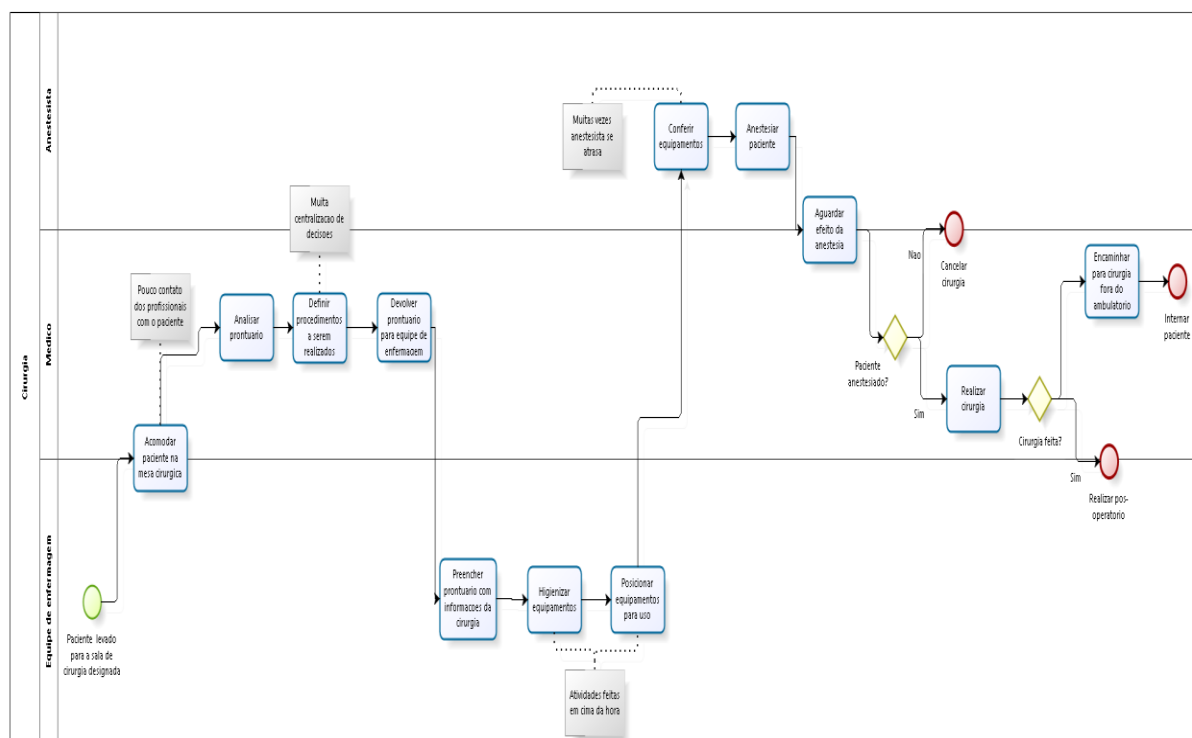 Cirurgia
Anestesista
Medico
Equipe de enfermagem
Paciente levado
para a sala de
cirurgia designada
Acomodar
paciente na
mesa cirurgica
Pouco contato
dos profissionais
com o paciente
Analisar
prontuario
Muita
centralizacao de
decisoes
Definir
procedimentos
a serem
realizados
Devolver
prontuario
para equipe de
enfermagem
Preencher
prontuario com
informacoes da
cirurgia
Higienizar
equipamentos
Posicionar
equipamentos
para uso
Atividades feitas
em cima da hora
Muitas vezes
anestesista se
atrasa
Conferir
equipamentos
Anestesiar
paciente
Aguardar
efeito da
anestesia
Paciente
anestesiado?
Nao
Cancelar
cirurgia
Sim
Realizar
cirurgia
Cirurgia feita?
Encaminhar
para cirurgia
fora do
ambulatorio
Internar
paciente
Sim
Realizar pos-
operatorio